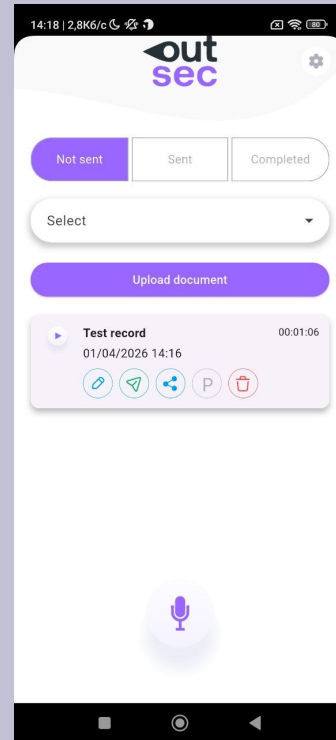 14:18 | 2,8К6/с
80
out
sec
Not sent
Sent
Completed
Select
Upload document
Test record
00:01:06
01/04/2026 14:16
P